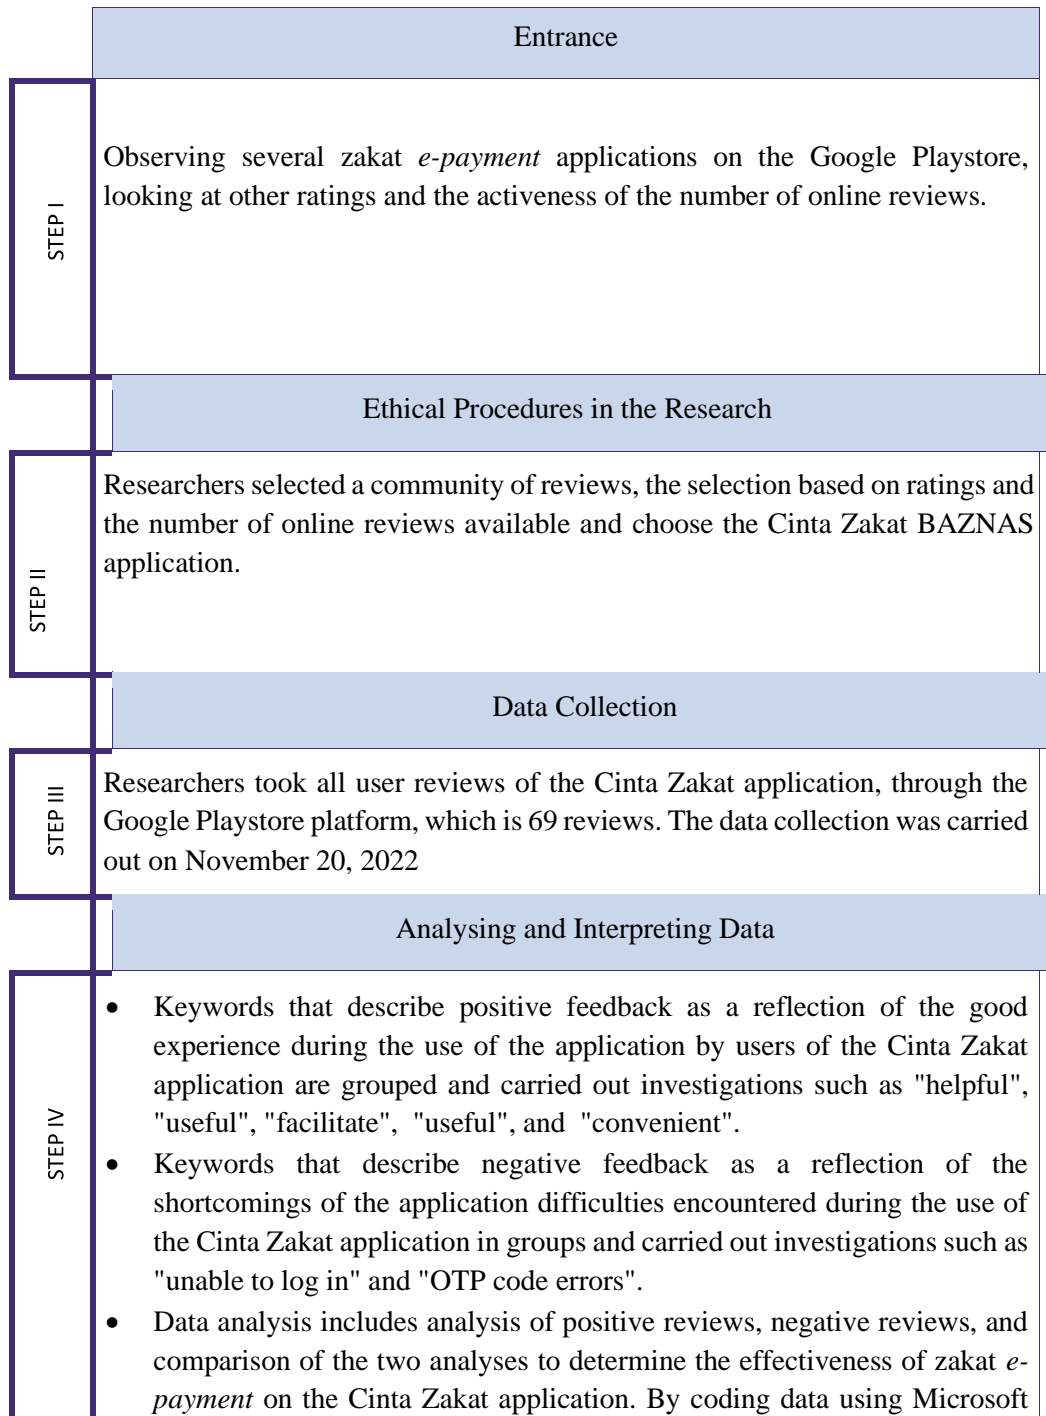 Entrance
STEP I
Observing several zakat e-payment applications on the Google Playstore,
looking at other ratings and the activeness of the number of online reviews.
Ethical Procedures in the Research
STEP II
Researchers selected a community of reviews, the selection based on ratings and
the number of online reviews available and choose the Cinta Zakat BAZNAS
application.
Data Collection
STEP III
Researchers took all user reviews of the Cinta Zakat application, through the
Google Playstore platform, which is 69 reviews. The data collection was carried
out on November 20, 2022
Analysing and Interpreting Data
STEP IV
• Keywords that describe positive feedback as a reflection of the good
experience during the use of the application by users of the Cinta Zakat
application are grouped and carried out investigations such as "helpful",
"useful", "facilitate", "useful", and "convenient".
• Keywords that describe negative feedback as a reflection of the
shortcomings of the application difficulties encountered during the use of
the Cinta Zakat application in groups and carried out investigations such as
"unable to log in" and "OTP code errors".
• Data analysis includes analysis of positive reviews, negative reviews, and
comparison of the two analyses to determine the effectiveness of zakat e-
payment on the Cinta Zakat application. By coding data using Microsoft